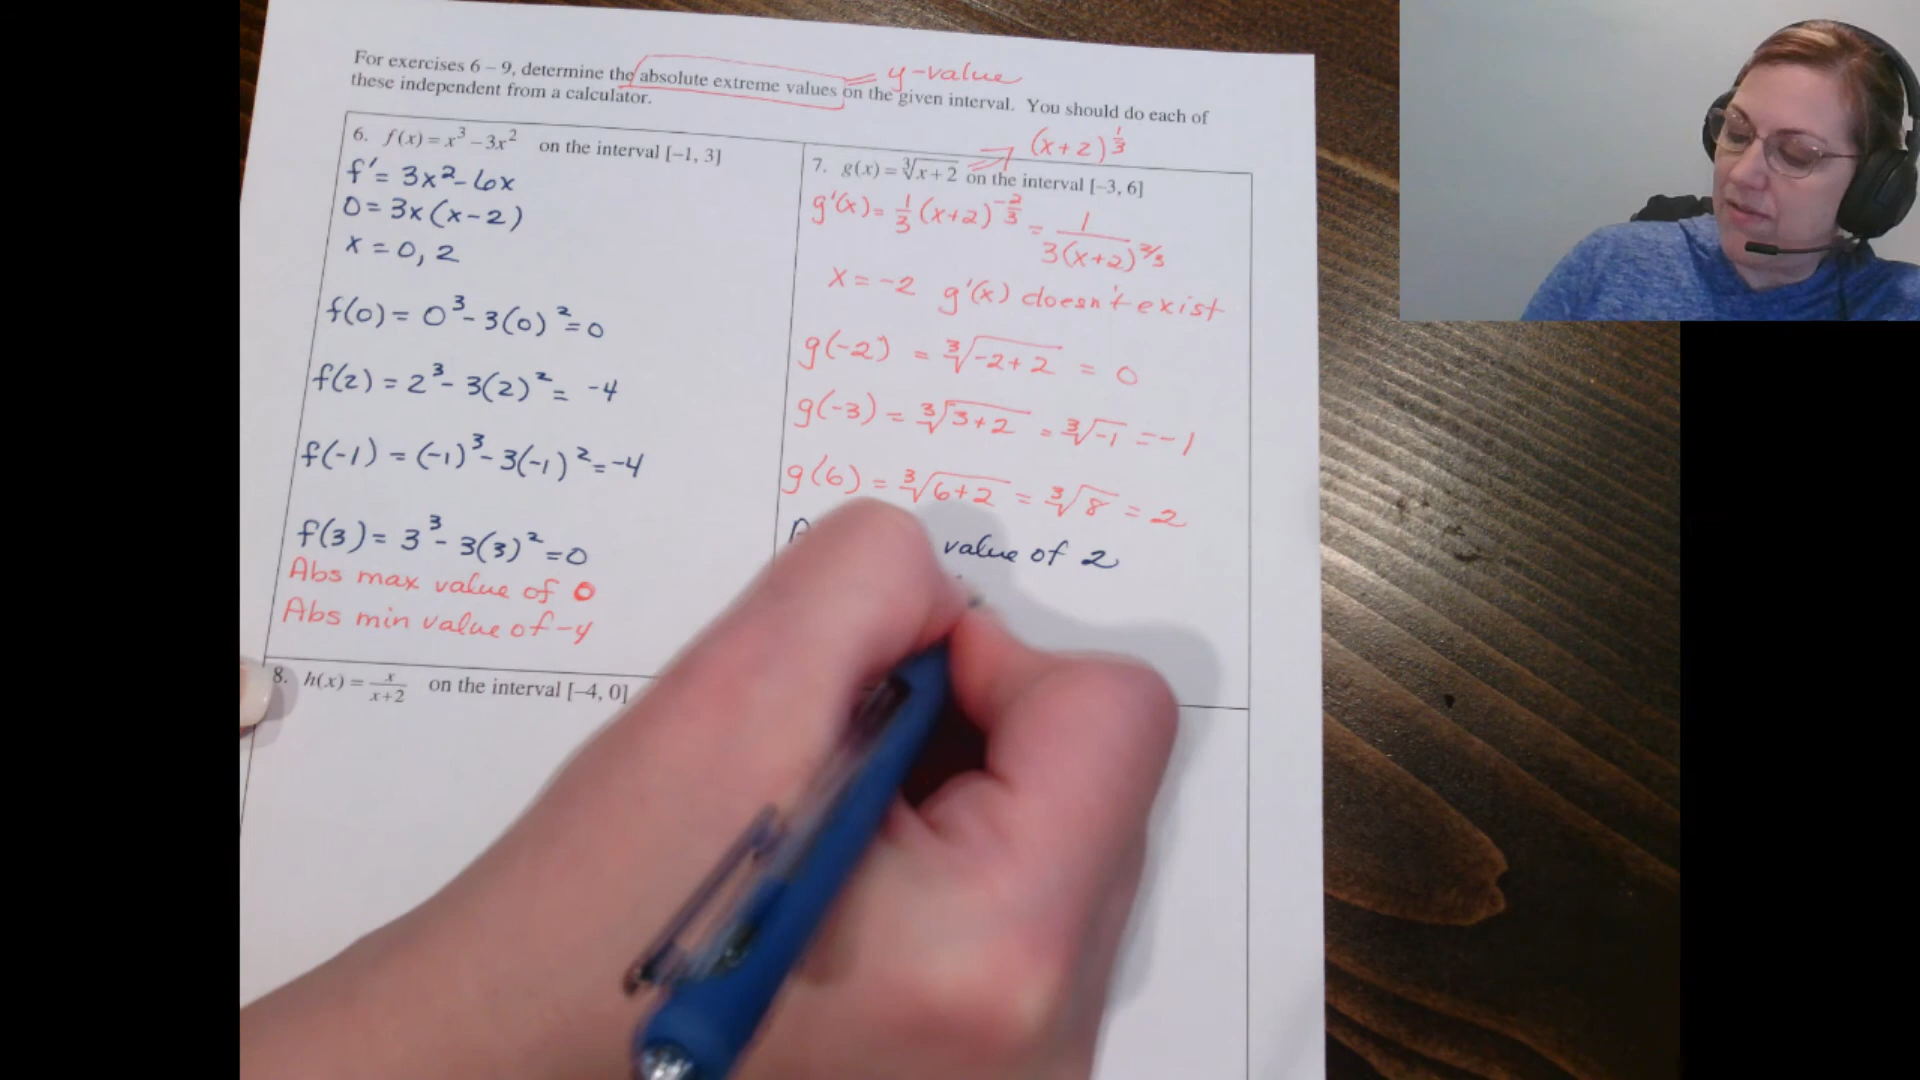 For exercises 6 – 9, determine the absolute extreme values on the given interval. You should do each of
these independent from a calculator.
= y-value
6. f(x) = x³ – 3x² on the interval [–1, 3]
f' = 3x² - 6x
0 = 3x(x-2)
x = 0, 2
f(0) = 0³ - 3(0)² = 0
f(2) = 2³ - 3(2)² = -4
f(-1) = (-1)³ - 3(-1)² = -4
f(3) = 3³ - 3(3)² = 0
Abs max value of 0
Abs min value of -4
7. g(x) = ∛(x + 2) on the interval [–3, 6]
⇒ (x+2)^(1/3)
g'(x) = 1/3 (x+2)^(-2/3) = 1/(3(x+2)^(2/3))
x = -2 g'(x) doesn't exist
g(-2) = ∛(-2+2) = 0
g(-3) = ∛(-3+2) = ∛-1 = -1
g(6) = ∛(6+2) = ∛8 = 2
value of 2
8. h(x) = x/(x+2) on the interval [–4, 0]